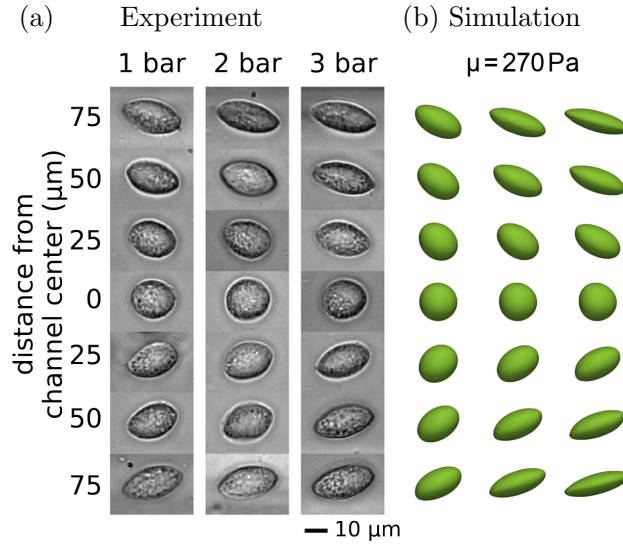 (a) Experiment
(b) Simulation
1 bar 2 bar 3 bar
μ = 270 Pa
distance from
channel center (μm)
75
50
25
0
25
50
75
10 μm